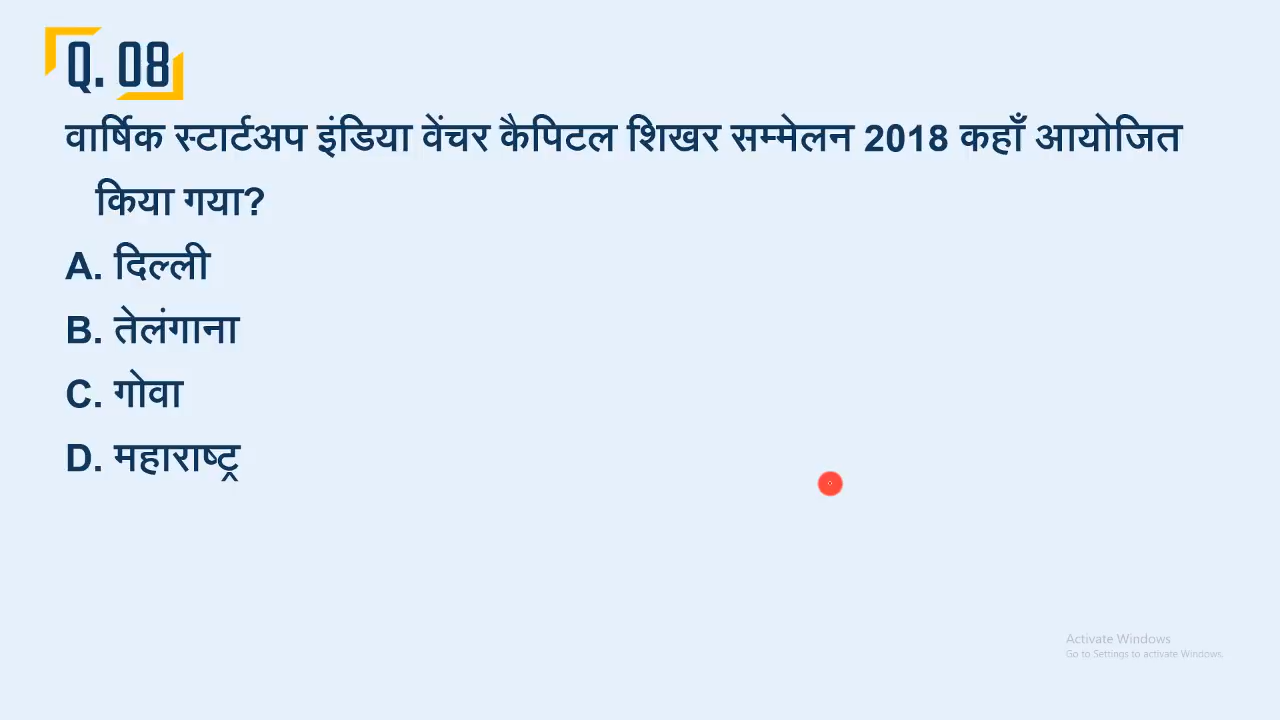 Q. 08
वार्षिक स्टार्टअप इंडिया वेंचर कैपिटल शिखर सम्मेलन 2018 कहाँ आयोजित
किया गया?
A. दिल्ली
B. तेलंगाना
C. गोवा
D. महाराष्ट्र
Activate Windows
Go to Settings to activate Windows.